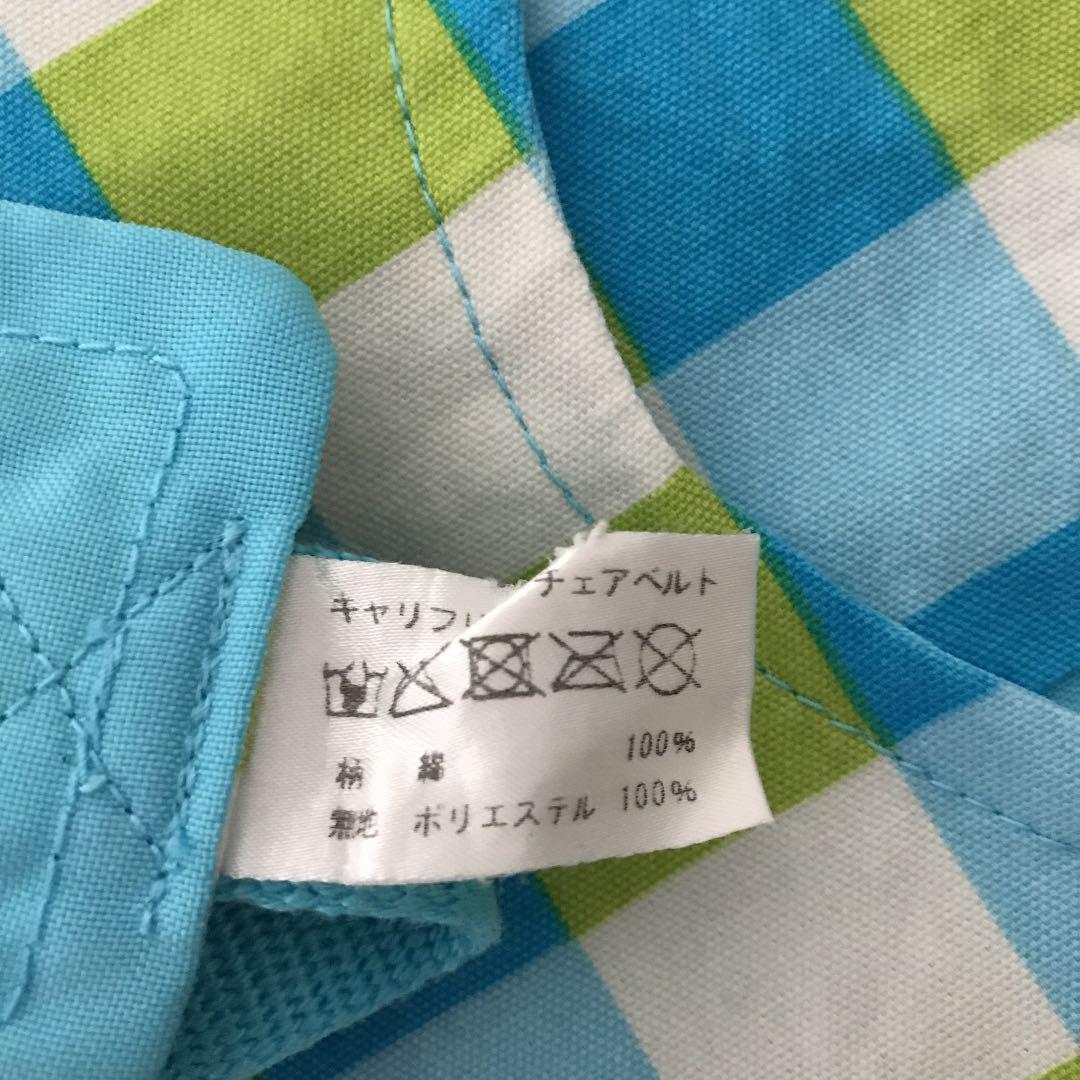 キャリフリー チェアベルト
柄 綿 100%
無地 ポリエステル 100%